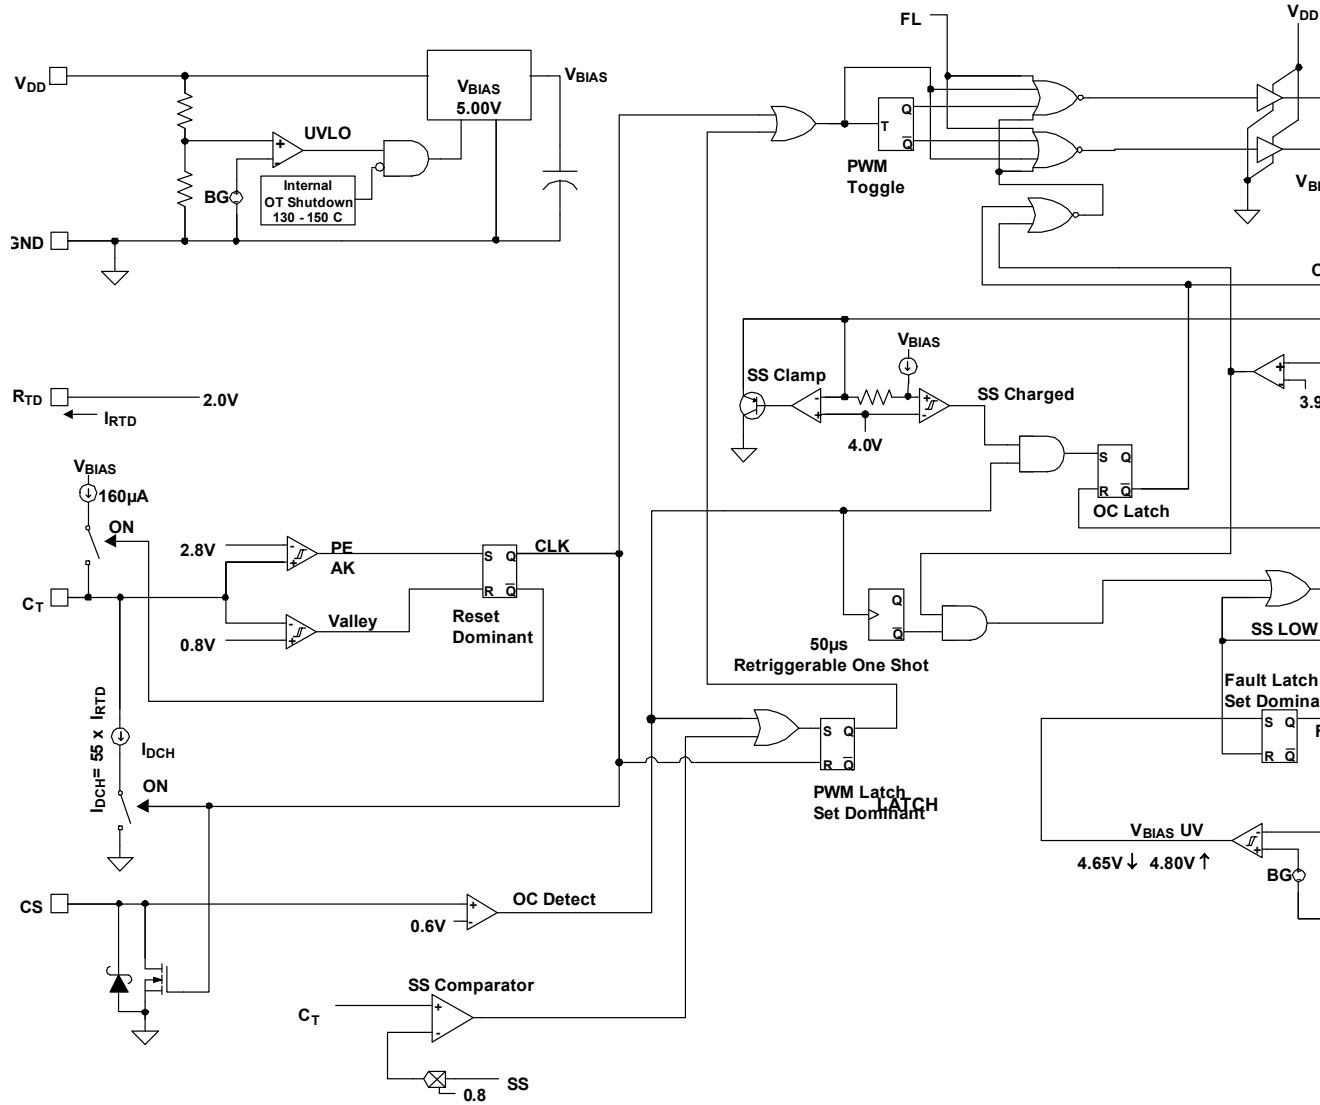 FL
VDD
VDD
VBIAS
5.00V
VBIAS
UVLO
+
-
BG
Internal
OT Shutdown
130 - 150 C
T
Q
Q
PWM
Toggle
GND
RTD
2.0V
IRTD
VBIAS
SS Clamp
-
+
+
-
SS Charged
4.0V
+
-
3.9
S Q
R Q
OC Latch
VBIAS
160µA
ON
2.8V
-
+
PE
AK
S Q
R Q
CLK
CT
Valley
-
+
0.8V
Reset
Dominant
Q
Q
50µs
Retriggerable One Shot
SS LOW
Fault Latch
Set Domina
S Q
R Q
IDCH= 55 x IRTD
IDCH
ON
S Q
R Q
PWM Latch
Set Dominant
LATCH
VBIAS UV
4.65V↓ 4.80V↑
-
+
BG
CS
+
-
OC Detect
0.6V
SS Comparator
CT
+
-
SS
0.8